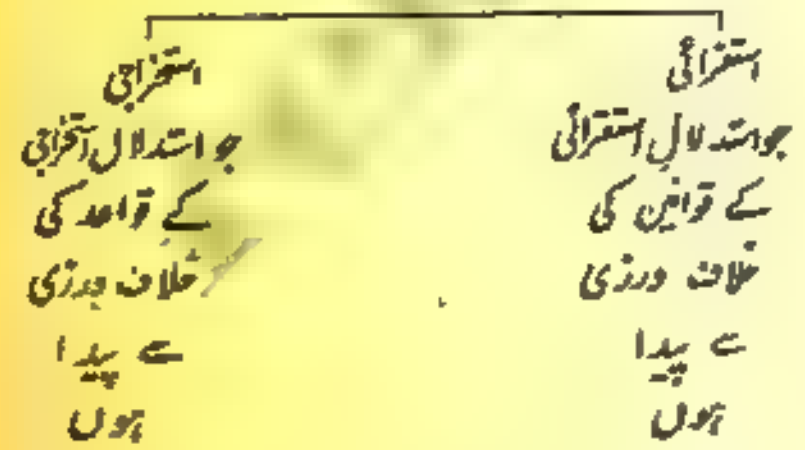 استقرائی
جو استدلال استقرائی
کے قوانین کی
خلاف ورزی
سے پیدا
ہوں
استخراجی
جو استدلال استخراجی
کے قواعد کی
خلاف ورزی
سے پیدا
ہوں